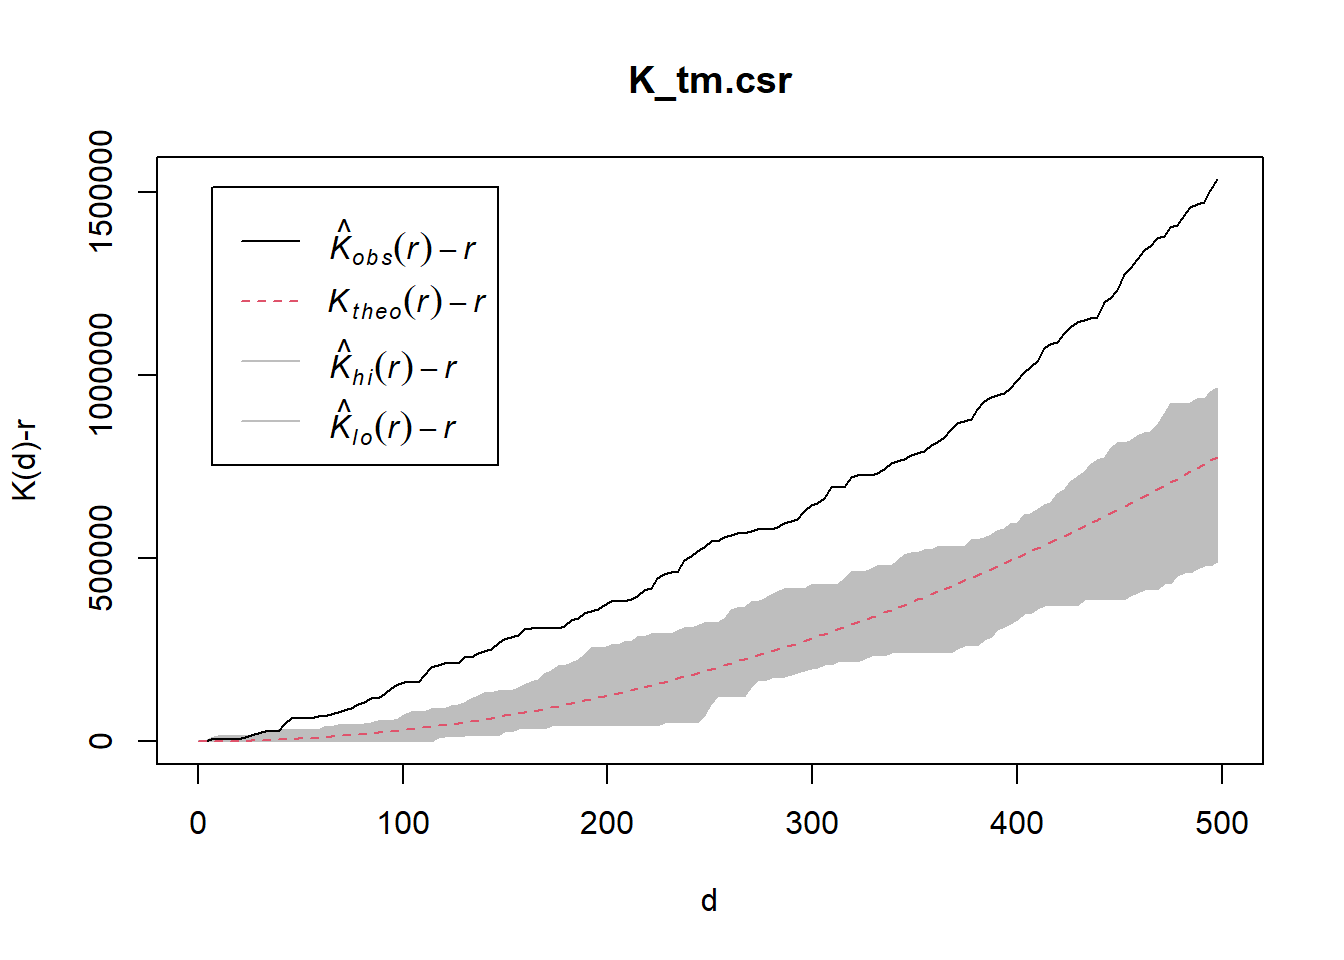 K_tm.csr
K̂obs(r) – r
Ktheo(r) – r
K̂hi(r) – r
K̂lo(r) – r
K(d)-r
0
500000
1000000
1500000
0
100
200
300
400
500
d